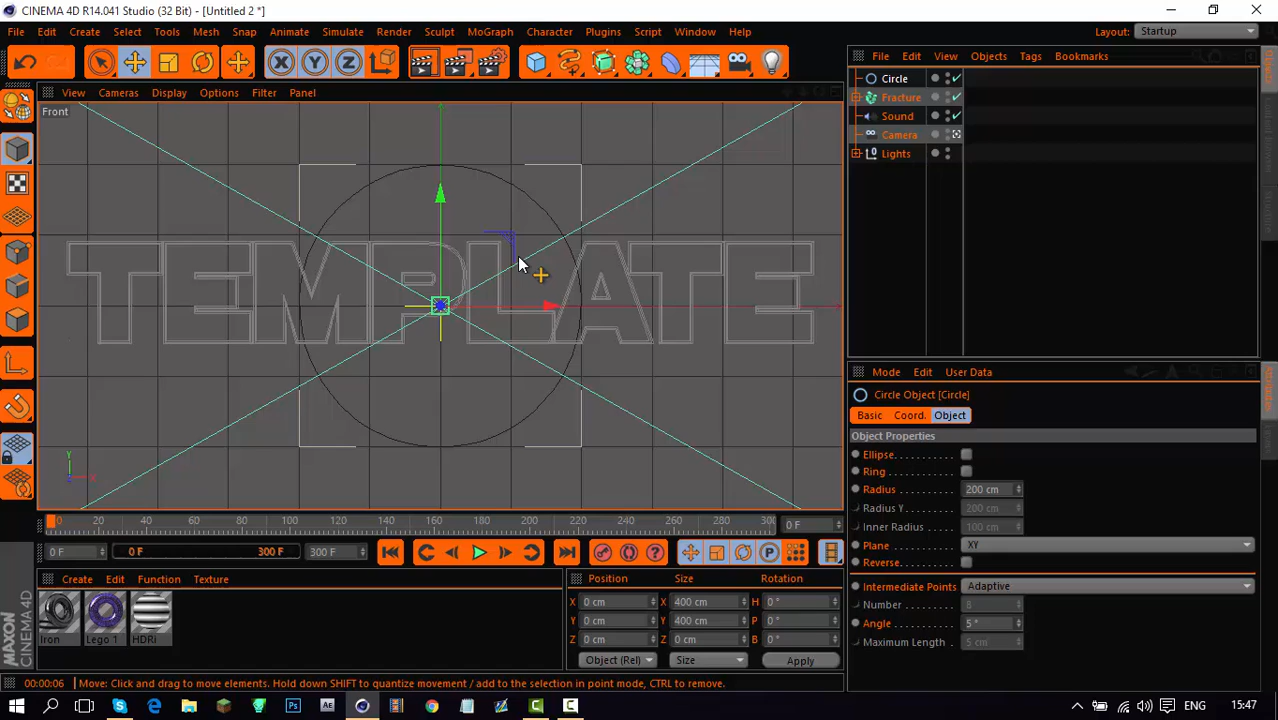 CINEMA 4D R14.041 Studio (32 Bit) - [Untitled 2 *]
File Edit Create Select Tools Mesh Snap Animate Simulate Render Sculpt MoGraph Character Plugins Script Window Help Layout: Startup
X Y Z
View Cameras Display Options Filter Panel
Front
TEMPLATE
Y
X
File Edit View Objects Tags Bookmarks
Circle
Fracture
Sound
Camera
Lights
Mode Edit User Data
Circle Object [Circle]
Basic Coord. Object
Object Properties
Ellipse
Ring
Radius 200 cm
Radius Y 200 cm
Inner Radius 100 cm
Plane XY
Reverse
Intermediate Points Adaptive
Number 8
Angle 5 °
Maximum Length 5 cm
0 20 40 60 80 100 120 140 160 180 200 220 240 260 280 300 0 F
0 F 0 F 300 F 300 F
Create Edit Function Texture
Iron Lego 1 HDRi
Position Size Rotation
X 0 cm X 400 cm H 0 °
Y 0 cm Y 400 cm P 0 °
Z 0 cm Z 0 cm B 0 °
Object (Rel) Size Apply
MAXON
CINEMA 4D
00:00:06 Move: Click and drag to move elements. Hold down SHIFT to quantize movement / add to the selection in point mode, CTRL to remove.
Ps Ae ENG 15:47